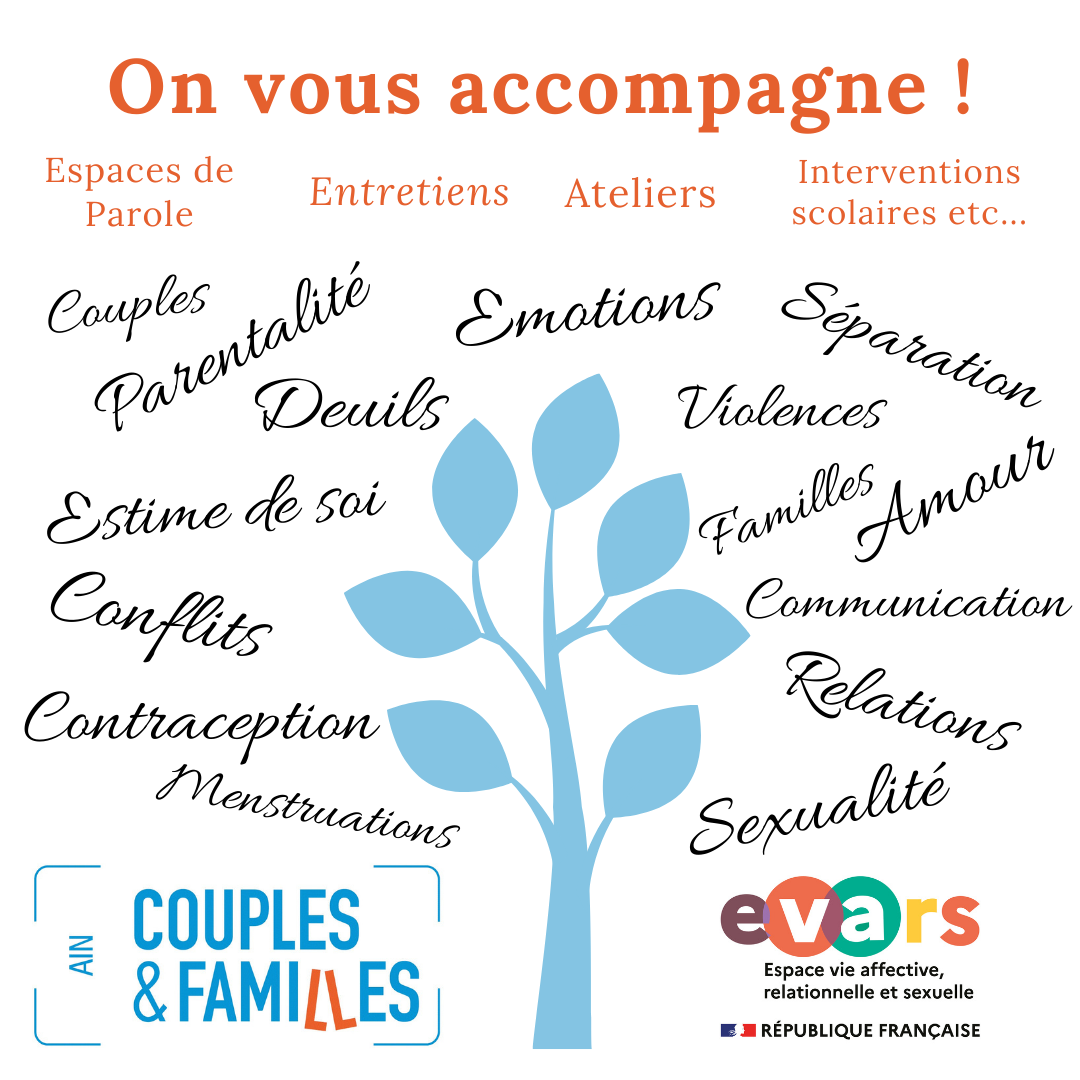 On vous accompagne !
Espaces de
Parole
Entretiens
Ateliers
Interventions
scolaires etc...
Couples
Parentalité
Emotions
Séparation
Deuils
Violences
Estime de soi
Familles
Amour
Conflits
Communication
Relations
Contraception
Menstruations
Sexualité
AIN
COUPLES
& FAMILLES
evars
Espace vie affective,
relationnelle et sexuelle
RÉPUBLIQUE FRANÇAISE